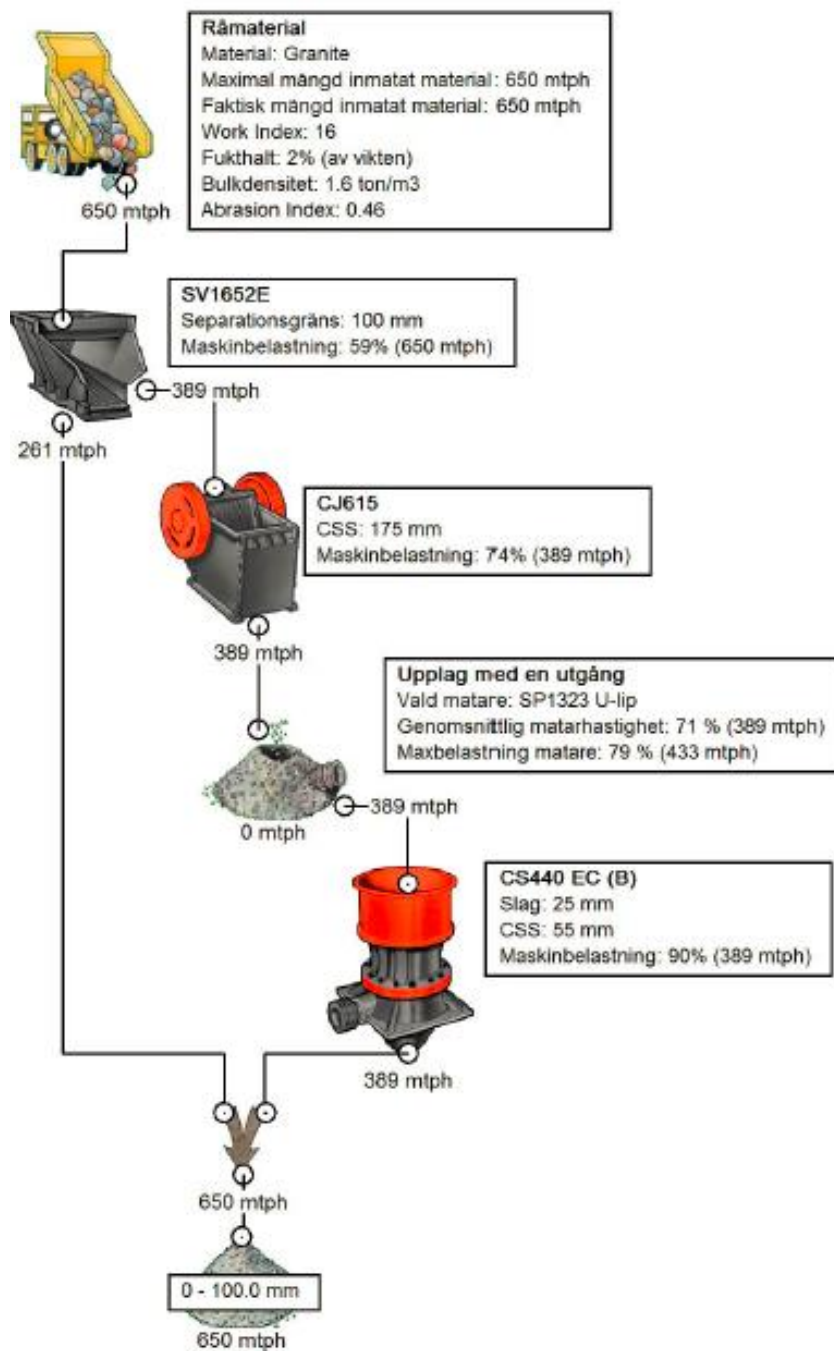 Råmaterial
Material: Granite
Maximal mängd inmatat material: 650 mtph
Faktisk mängd inmatat material: 650 mtph
Work Index: 16
Fukthalt: 2% (av vikten)
Bulkdensitet: 1.6 ton/m3
Abrasion Index: 0.46
650 mtph
SV1652E
Separationsgräns: 100 mm
Maskinbelastning: 59% (650 mtph)
389 mtph
261 mtph
CJ615
CSS: 175 mm
Maskinbelastning: 74% (389 mtph)
389 mtph
Upplag med en utgång
Vald matare: SP1323 U-lip
Genomsnittlig matarhastighet: 71 % (389 mtph)
Maxbelastning matare: 79 % (433 mtph)
389 mtph
0 mtph
CS440 EC (B)
Slag: 25 mm
CSS: 55 mm
Maskinbelastning: 90% (389 mtph)
389 mtph
650 mtph
0 - 100.0 mm
650 mtph